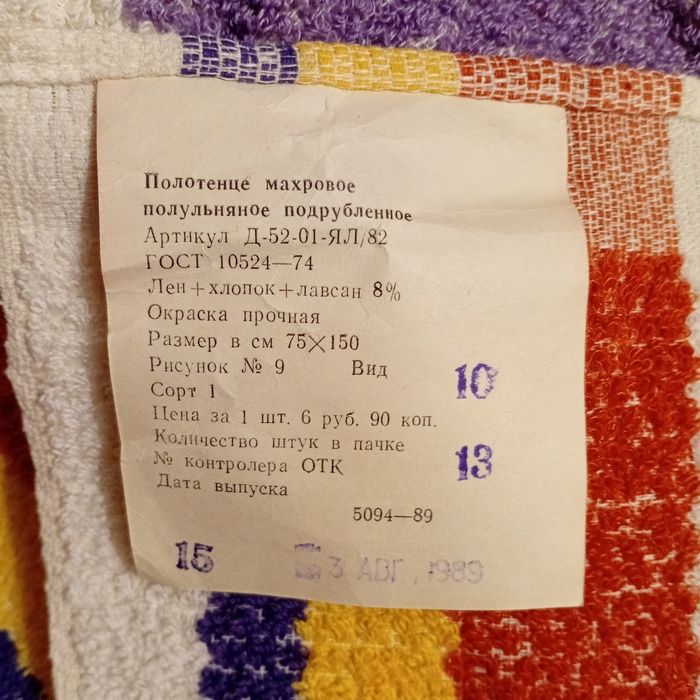 Полотенце махровое
полульняное подрубленное
Артикул Д-52-01-ЯЛ/82
ГОСТ 10524—74
Лен+хлопок+лавсан 8%
Окраска прочная
Размер в см 75×150
Рисунок № 9 Вид 10
Сорт 1
Цена за 1 шт. 6 руб. 90 коп.
Количество штук в пачке
№ контролера ОТК 13
Дата выпуска
5094—89
15 3 АВГ. 1989